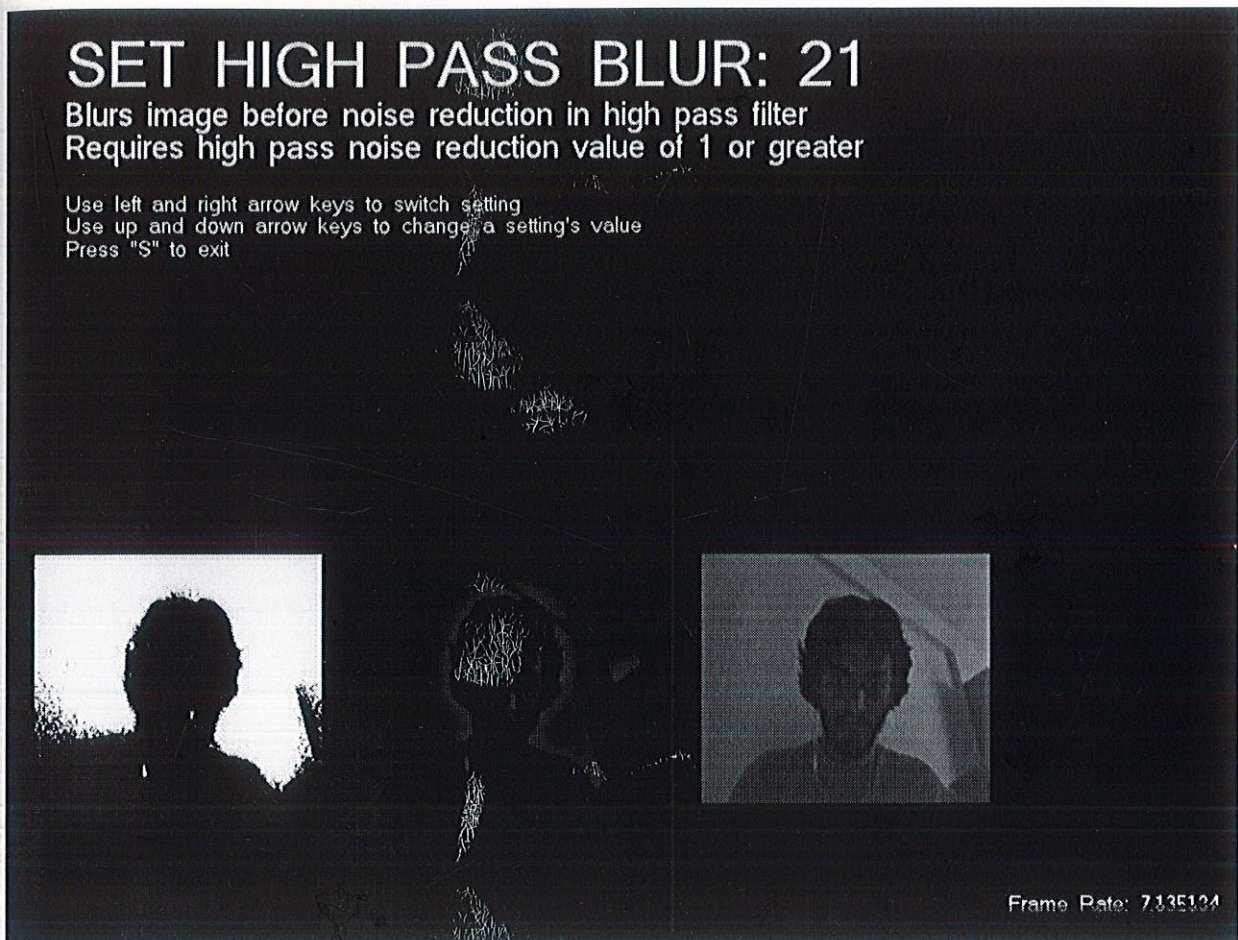 SET HIGH PASS BLUR: 21
Blurs image before noise reduction in high pass filter
Requires high pass noise reduction value of 1 or greater
Use left and right arrow keys to switch setting
Use up and down arrow keys to change a setting's value
Press "S" to exit
Frame Rate: